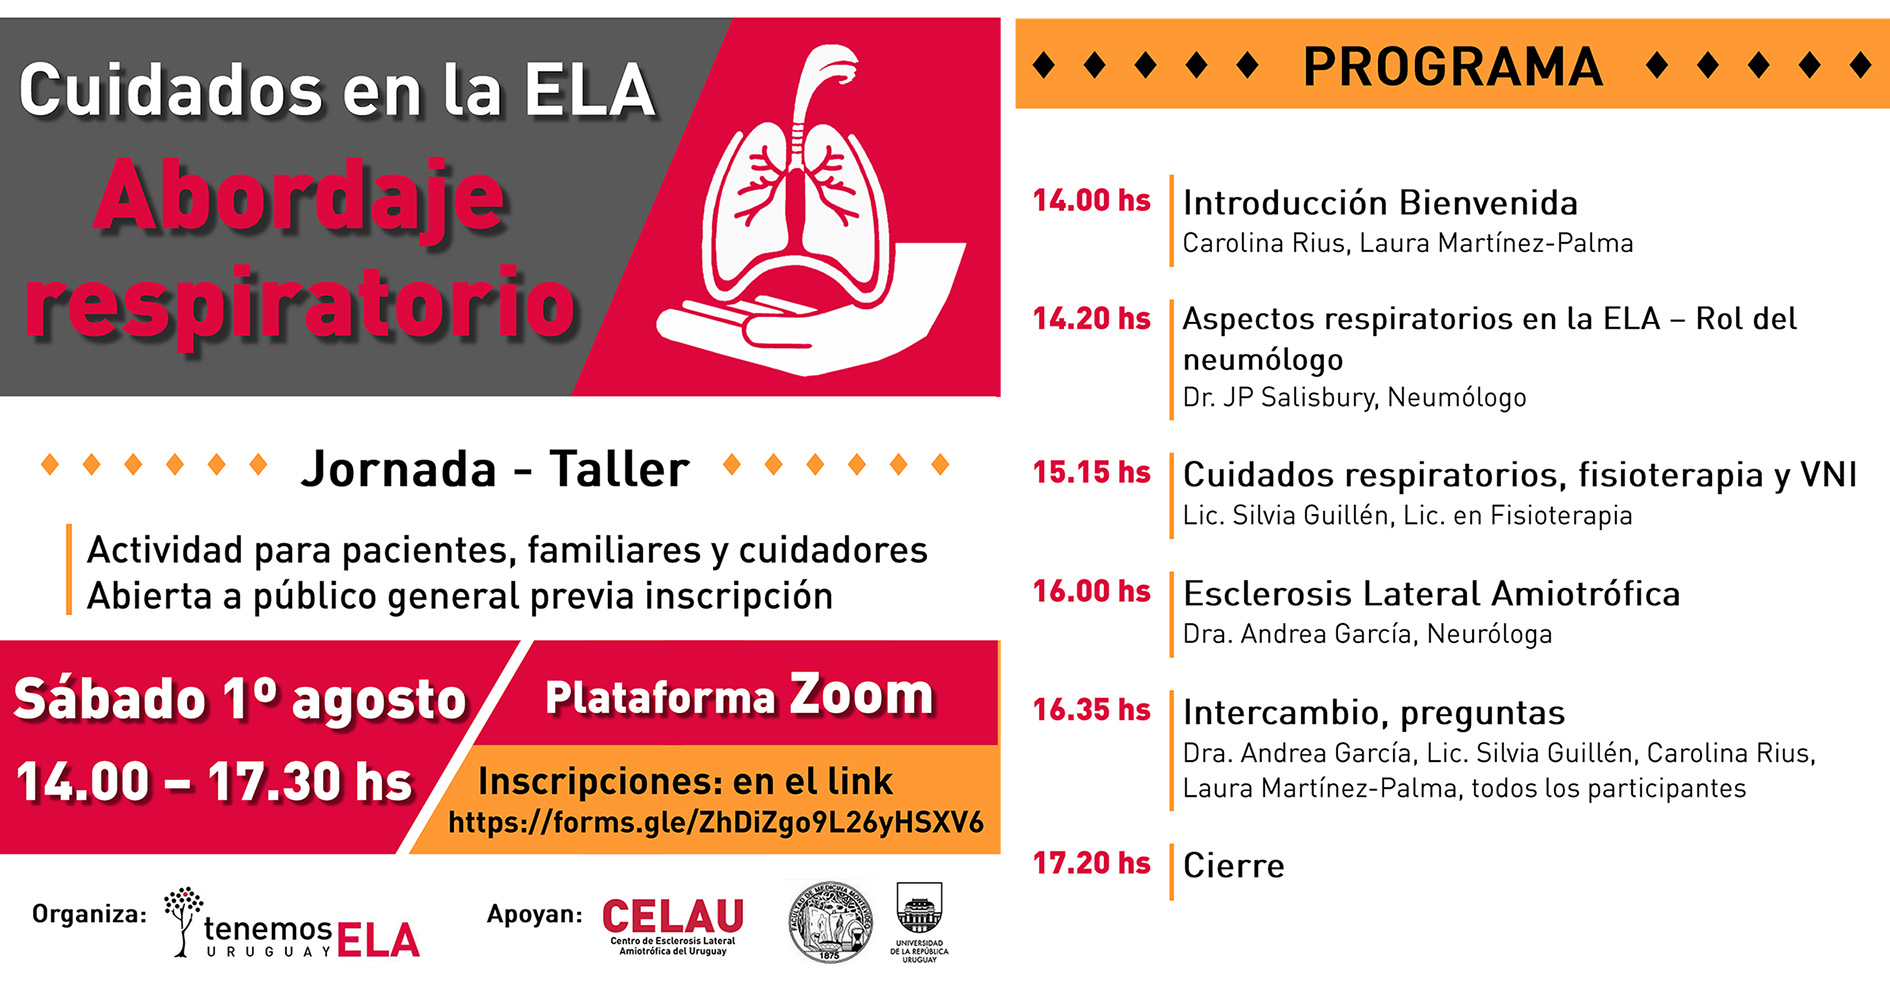 Cuidados en la ELA
Abordaje
respiratorio
Jornada - Taller
Actividad para pacientes, familiares y cuidadores
Abierta a público general previa inscripción
Sábado 1º agosto
14.00 – 17.30 hs
Plataforma Zoom
Inscripciones: en el link
https://forms.gle/ZhDiZgo9L26yHSXV6
Organiza:
tenemos
URUGUAY
ELA
Apoyan:
CELAU
Centro de Esclerosis Lateral
Amiotrófica del Uruguay
FACULTAD DE MEDICINA MONTEVIDEO
1875
UNIVERSIDAD
DE LA REPÚBLICA
URUGUAY
PROGRAMA
14.00 hs
Introducción Bienvenida
Carolina Rius, Laura Martínez-Palma
14.20 hs
Aspectos respiratorios en la ELA – Rol del
neumólogo
Dr. JP Salisbury, Neumólogo
15.15 hs
Cuidados respiratorios, fisioterapia y VNI
Lic. Silvia Guillén, Lic. en Fisioterapia
16.00 hs
Esclerosis Lateral Amiotrófica
Dra. Andrea García, Neuróloga
16.35 hs
Intercambio, preguntas
Dra. Andrea García, Lic. Silvia Guillén, Carolina Rius,
Laura Martínez-Palma, todos los participantes
17.20 hs
Cierre